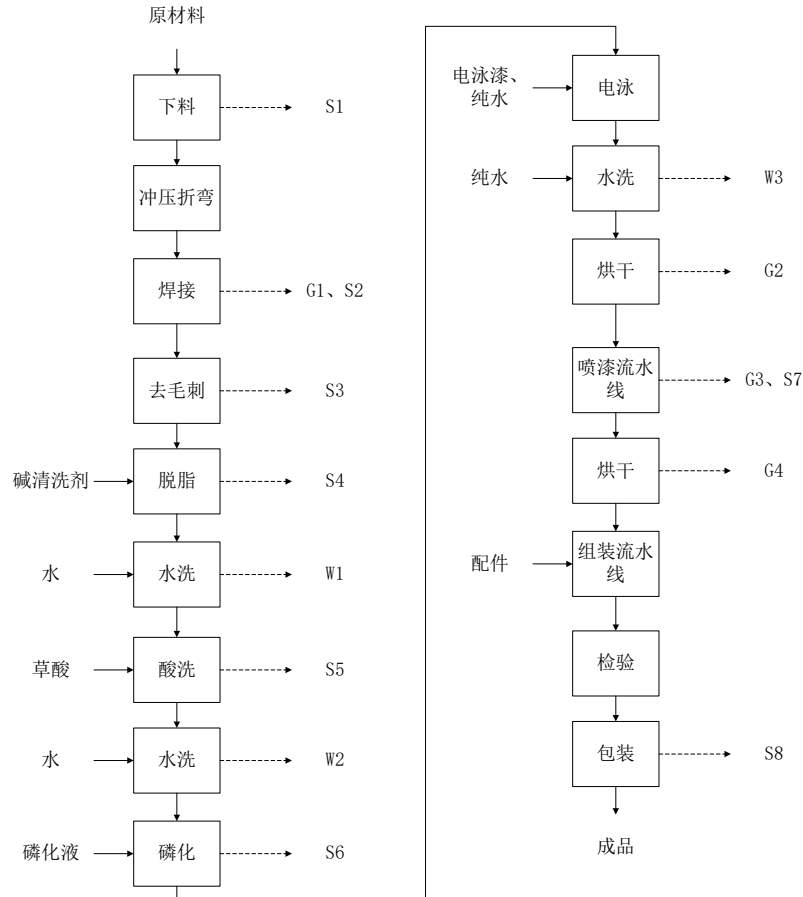 原材料
下料
S1
冲压折弯
焊接
G1、S2
去毛刺
S3
碱清洗剂
脱脂
S4
水
水洗
W1
草酸
酸洗
S5
水
水洗
W2
磷化液
磷化
S6
电泳漆、
纯水
电泳
纯水
水洗
W3
烘干
G2
喷漆流水
线
G3、S7
烘干
G4
配件
组装流水
线
检验
包装
S8
成品